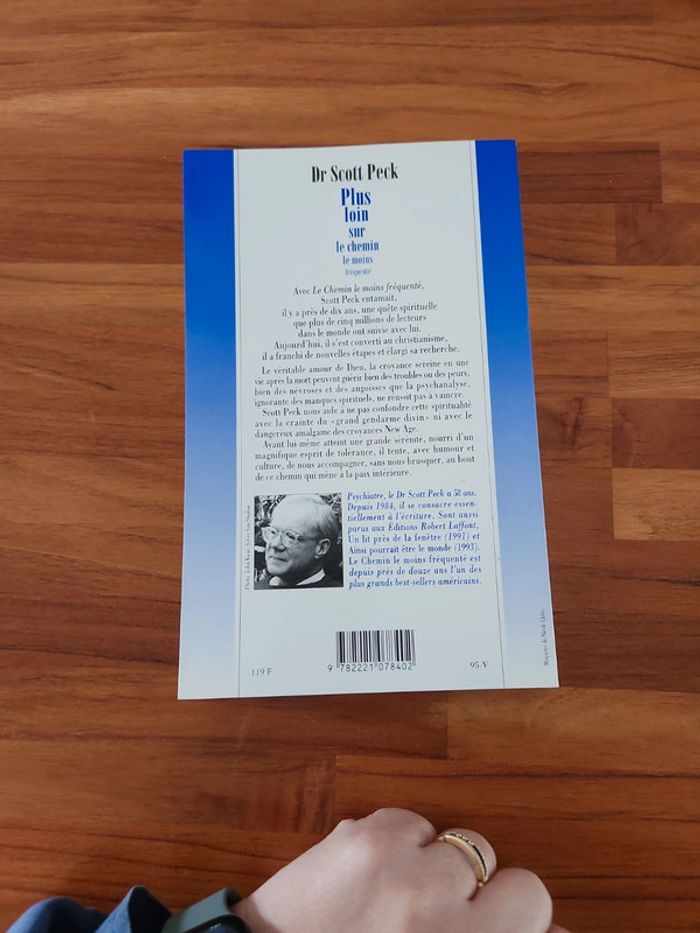 Dr Scott Peck
Plus
loin
sur
le chemin
le moins
fréquenté
Avec Le Chemin le moins fréquenté,
Scott Peck entamait,
il y a près de dix ans, une quête spirituelle
que plus de cinq millions de lecteurs
dans le monde ont suivie avec lui.
Aujourd'hui, il s'est converti au christianisme,
il a franchi de nouvelles étapes et élargi sa recherche.
Le véritable amour de Dieu, la croyance sereine en une
vie après la mort peuvent guérir bien des troubles ou des peurs,
bien des névroses et des angoisses que la psychanalyse,
ignorante des manques spirituels, ne réussit pas à vaincre.
Scott Peck nous aide à ne pas confondre cette spiritualité
avec la crainte du «grand gendarme divin» ni avec le
dangereux amalgame des croyances New Age.
Ayant lui-même atteint une grande sérénité, nourri d'un
magnifique esprit de tolérance, il tente, avec humour et
culture, de nous accompagner, sans nous brusquer, au bout
de ce chemin qui mène à la paix intérieure.
Psychiatre, le Dr Scott Peck a 58 ans.
Depuis 1984, il se consacre essen-
tiellement à l'écriture. Sont aussi
parus aux Editions Robert Laffont,
Un lit près de la fenêtre (1991) et
Ainsi pourrait être le monde (1993).
Le Chemin le moins fréquenté est
depuis près de douze ans l'un des
plus grands best-sellers américains.
Photo: John Kane/Silver Sun Studios
119 F
9 782221 078402
95-V
Maquette de Nicole